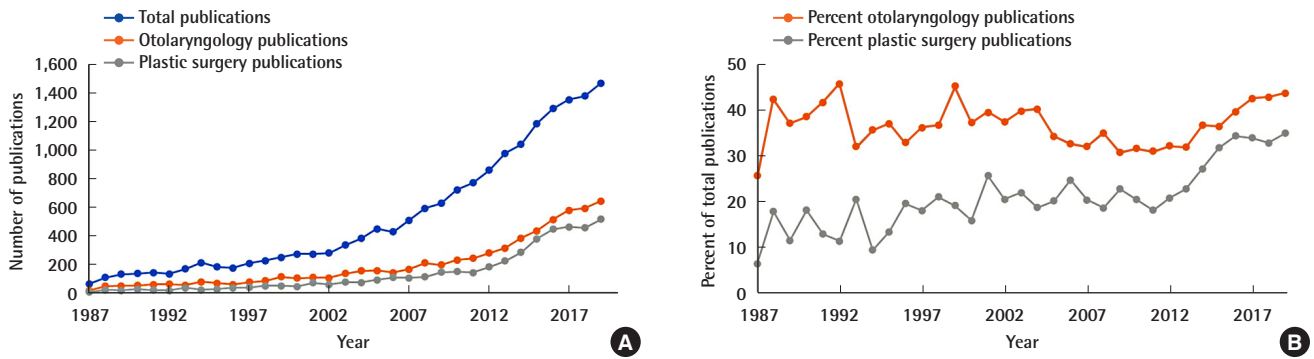 Total publications
Otolaryngology publications
Plastic surgery publications
Number of publications
1,600
1,400
1,200
1,000
800
600
400
200
0
1987 1992 1997 2002 2007 2012 2017
Year
A
Percent otolaryngology publications
Percent plastic surgery publications
Percent of total publications
50
40
30
20
10
0
1987 1992 1997 2002 2007 2012 2017
Year
B